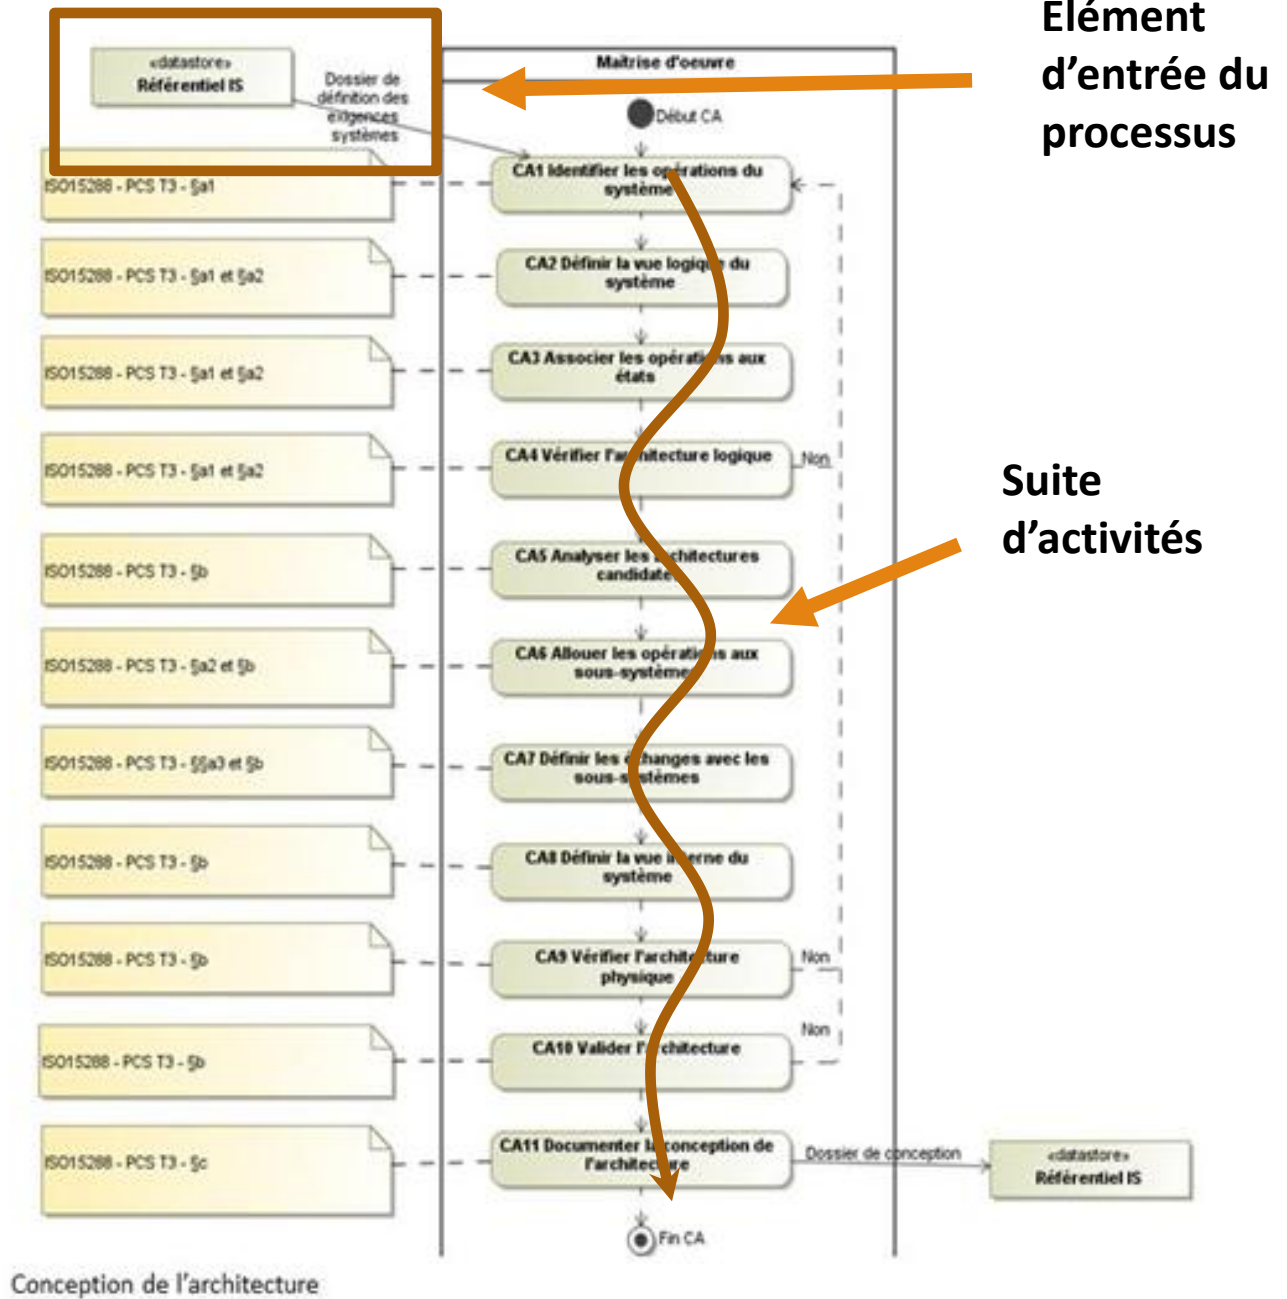 Elément
d’entrée du
processus
«datastore»
Référentiel IS
Dossier de
définition des
exigences
systèmes
Maîtrise d'oeuvre
Début CA
ISO15288 - PCS T3 - §a1
CA1 Identifier les opérations du
système
ISO15288 - PCS T3 - §a1 et §a2
CA2 Définir la vue logique du
système
ISO15288 - PCS T3 - §a1 et §a2
CA3 Associer les opérations aux
états
ISO15288 - PCS T3 - §a1 et §a2
CA4 Vérifier l'architecture logique
Non
Suite
d’activités
ISO15288 - PCS T3 - §b
CA5 Analyser les architectures
candidates
ISO15288 - PCS T3 - §a2 et §b
CA6 Allouer les opérations aux
sous-systèmes
ISO15288 - PCS T3 - §§a3 et §b
CA7 Définir les échanges avec les
sous-systèmes
ISO15288 - PCS T3 - §b
CA8 Définir la vue interne du
système
ISO15288 - PCS T3 - §b
CA9 Vérifier l'architecture
physique
Non
ISO15288 - PCS T3 - §b
CA10 Valider l'architecture
Non
ISO15288 - PCS T3 - §c
CA11 Documenter la conception de
l'architecture
Dossier de conception
«datastore»
Référentiel IS
Fin CA
Conception de l’architecture